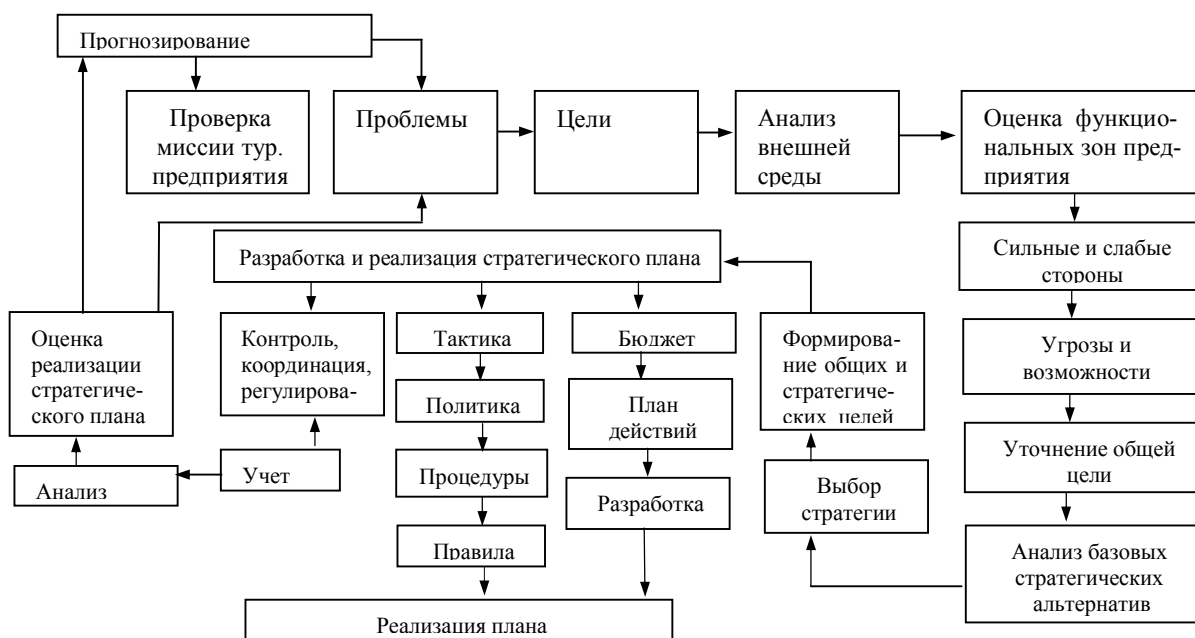 Прогнозирование
Проверка
миссии тур.
предприятия
Проблемы
Цели
Анализ
внешней
среды
Оценка функцио-
нальных зон пред-
приятия
Сильные и слабые
стороны
Разработка и реализация стратегического плана
Оценка
реализации
стратегиче-
ского плана
Контроль,
координация,
регулирова-
Тактика
Бюджет
Формирова-
ние общих и
стратегиче-
ских целей
Угрозы и
возможности
Политика
План
действий
Уточнение общей
цели
Анализ
Учет
Процедуры
Разработка
Выбор
стратегии
Правила
Анализ базовых
стратегических
альтернатив
Реализация плана